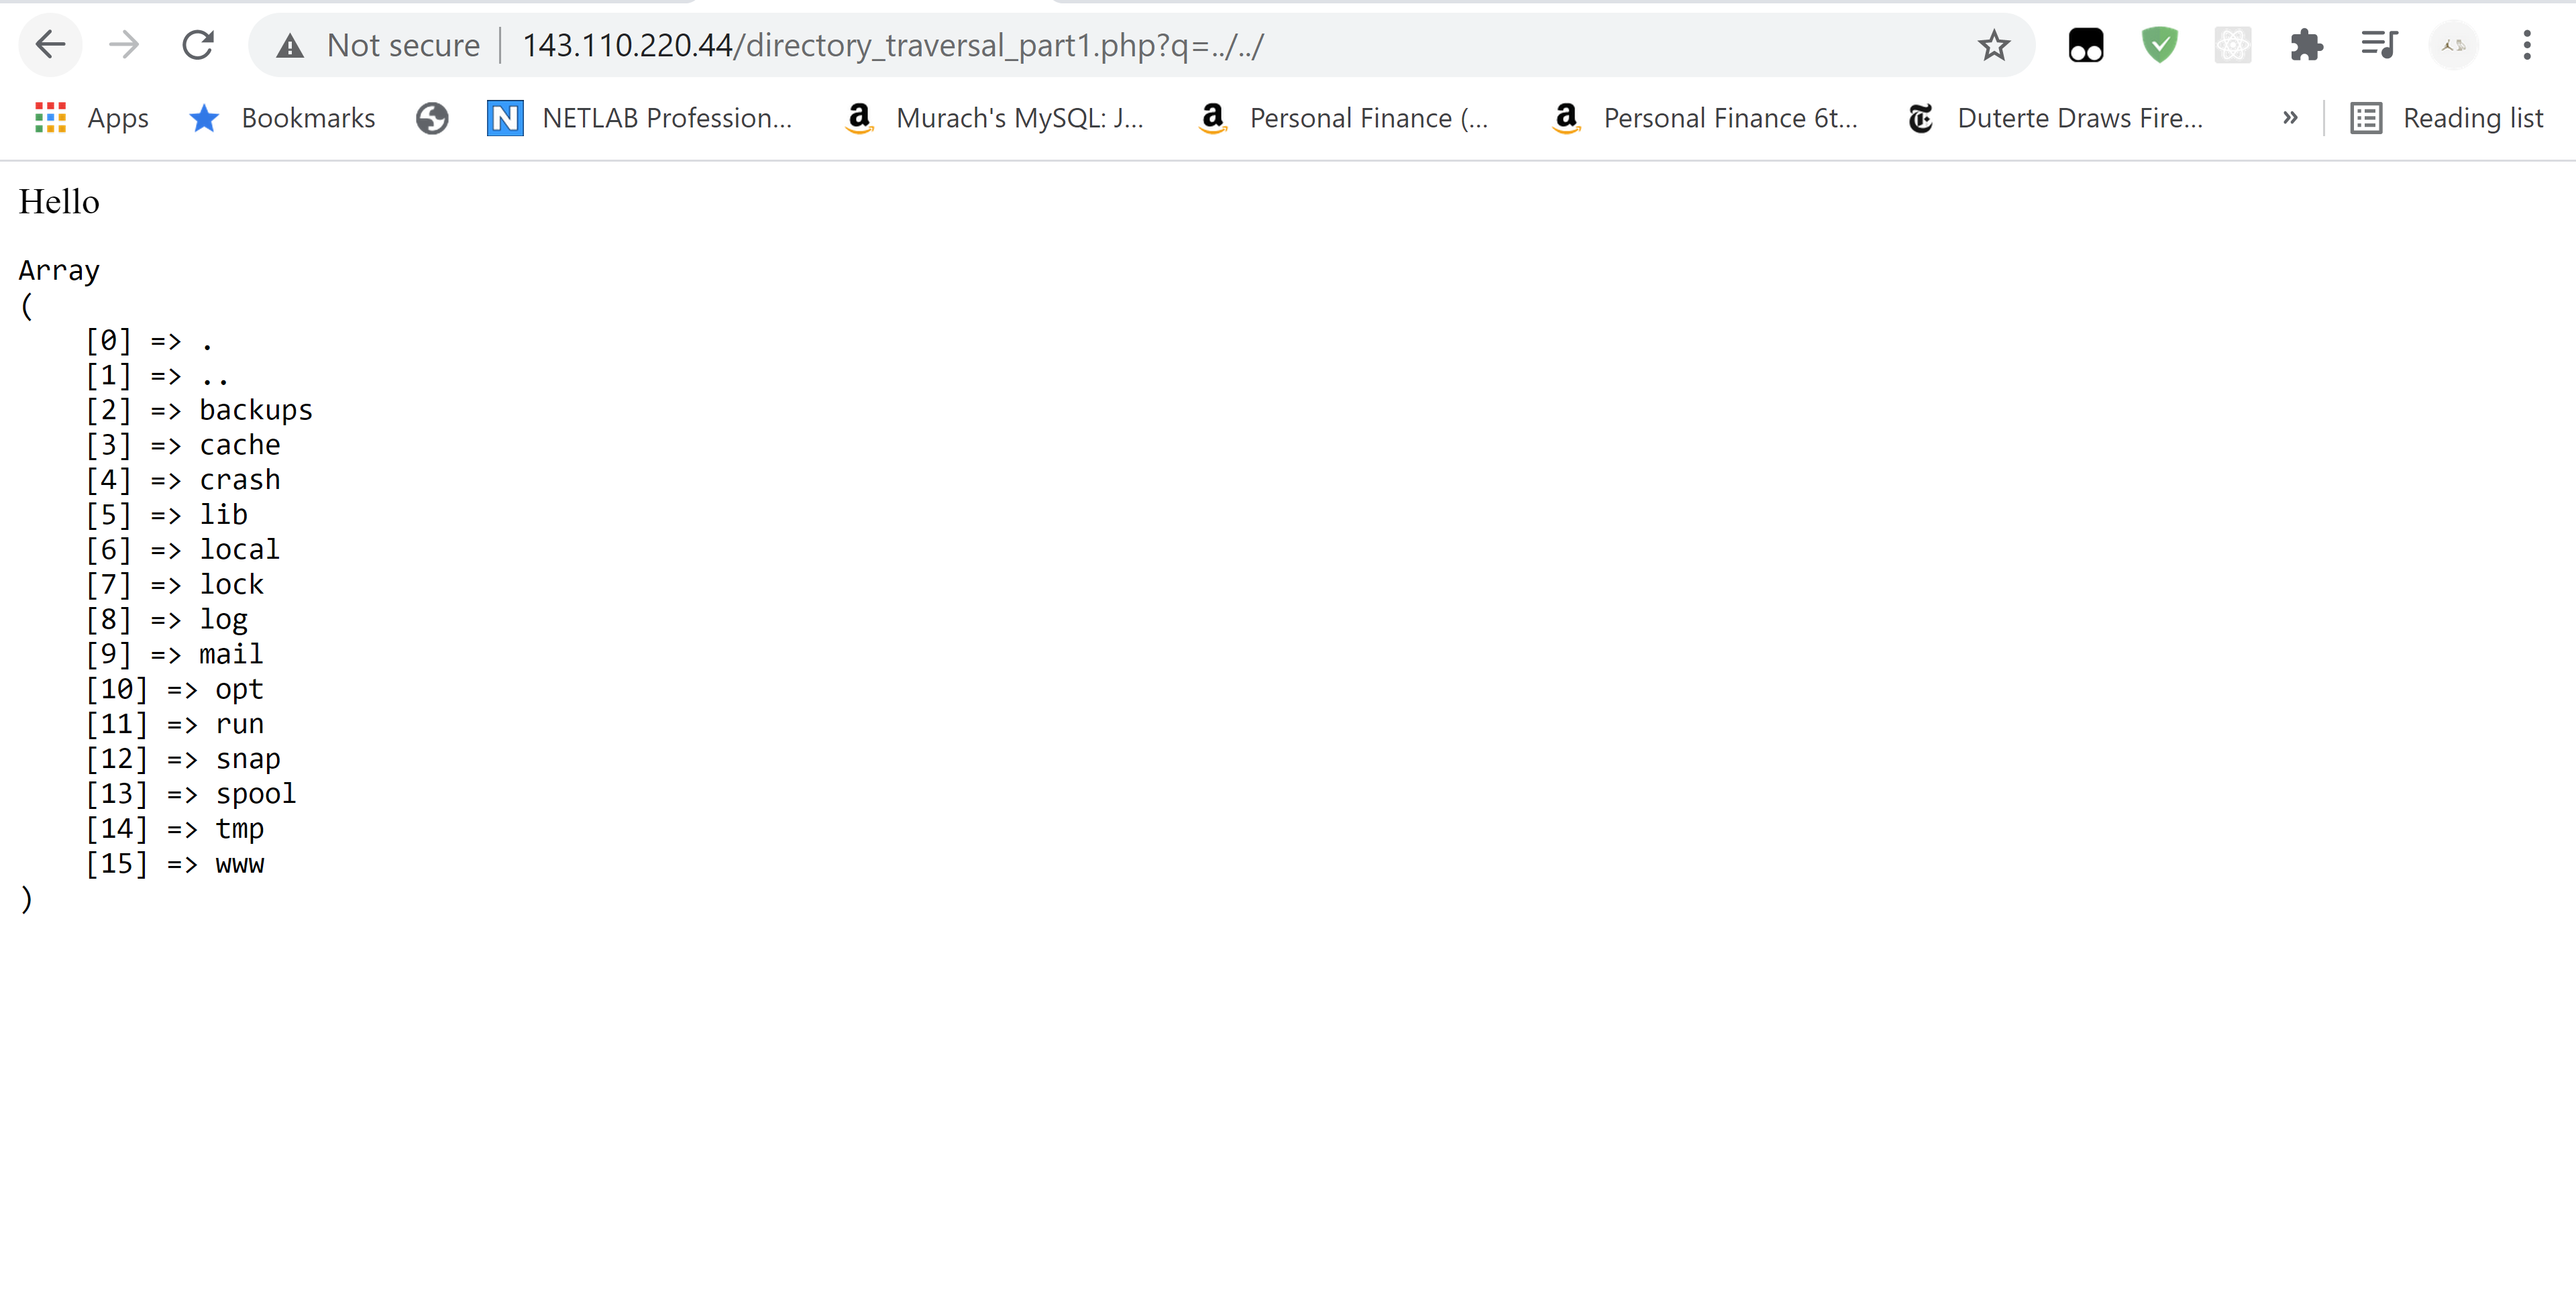 Not secure 143.110.220.44/directory_traversal_part1.php?q=../../
Apps Bookmarks N NETLAB Profession... a Murach's MySQL: J... a Personal Finance (... a Personal Finance 6t... Duterte Draws Fire... » Reading list
Hello
Array
(
    [0] => .
    [1] => ..
    [2] => backups
    [3] => cache
    [4] => crash
    [5] => lib
    [6] => local
    [7] => lock
    [8] => log
    [9] => mail
    [10] => opt
    [11] => run
    [12] => snap
    [13] => spool
    [14] => tmp
    [15] => www
)